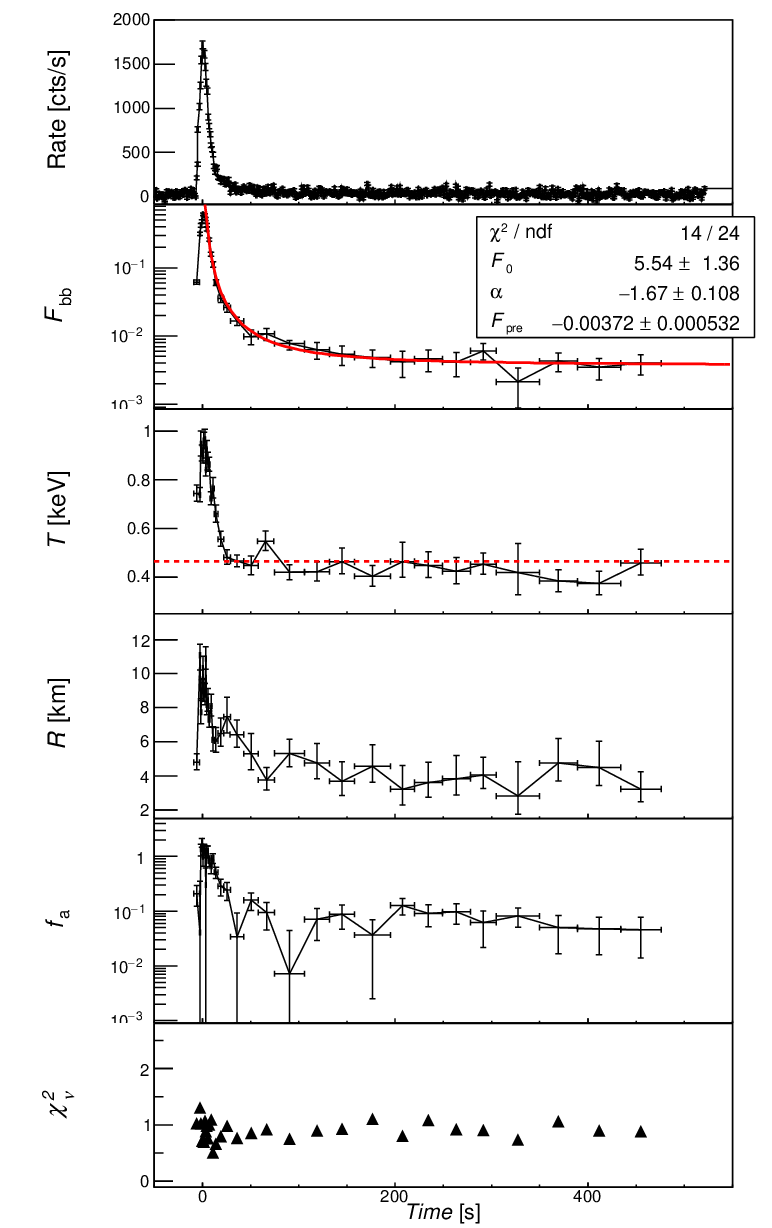 2000
1500
1000
500
0
Rate [cts/s]
χ² / ndf 14 / 24
F₀ 5.54 ± 1.36
α −1.67 ± 0.108
F_pre −0.00372 ± 0.000532
10⁻¹
10⁻²
10⁻³
F_bb
1
0.8
0.6
0.4
T [keV]
12
10
8
6
4
2
R [km]
1
10⁻¹
10⁻²
10⁻³
f_a
2
1
0
χ²_ν
0 200 400
Time [s]